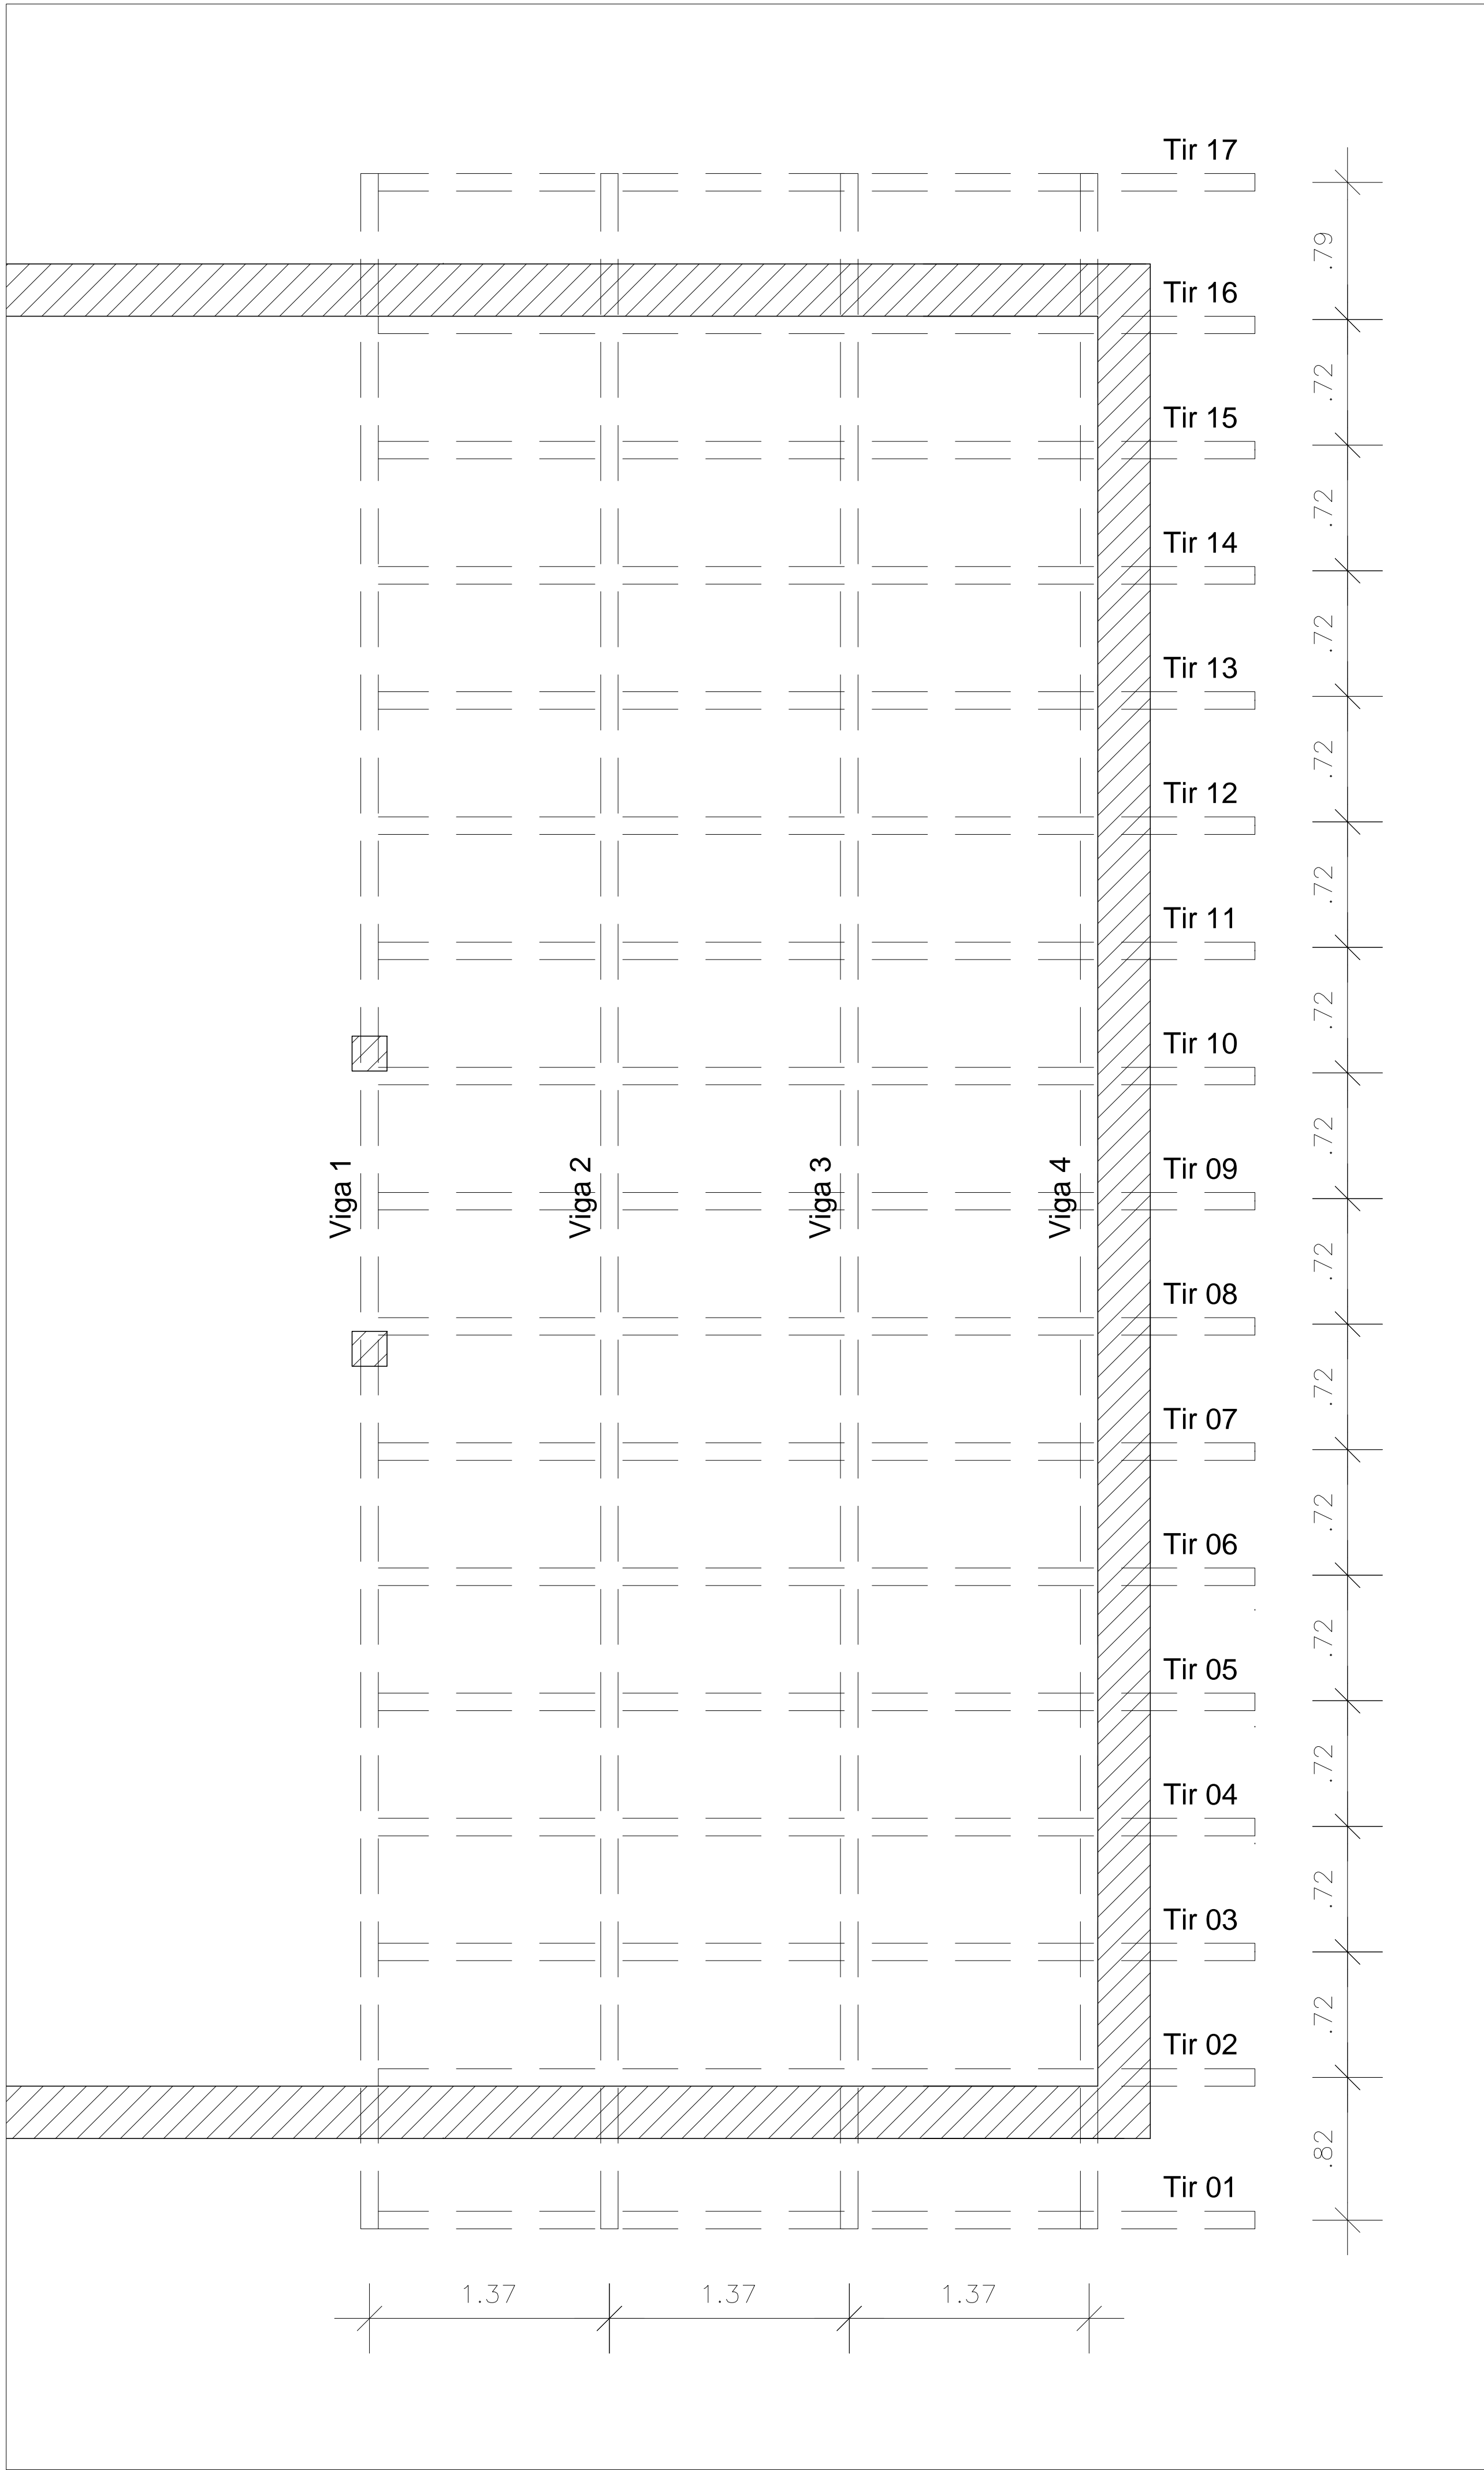 Tir 17
.79
Tir 16
.72
Tir 15
.72
Tir 14
.72
Tir 13
.72
Tir 12
.72
Tir 11
.72
Tir 10
.72
Viga 1
Viga 2
Viga 3
Viga 4
Tir 09
.72
Tir 08
.72
Tir 07
.72
Tir 06
.72
Tir 05
.72
Tir 04
.72
Tir 03
.72
Tir 02
.82
Tir 01
1.37
1.37
1.37